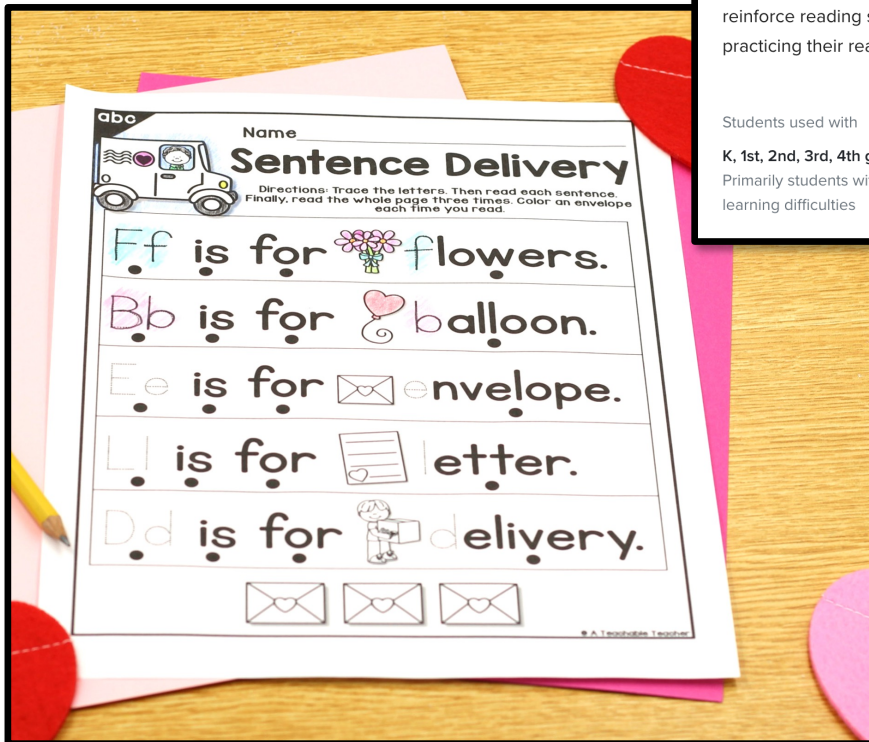 reinforce reading
practicing their
Students used with
K, 1st, 2nd, 3rd, 4th
Primarily students
learning difficulties
abc
Name
Sentence Delivery
Directions: Trace the letters. Then read each sentence.
Finally, read the whole page three times. Color an envelope
each time you read.
Ff is for flowers.
Bb is for balloon.
Ee is for envelope.
Ll is for letter.
Dd is for delivery.
© A Teachable Teacher